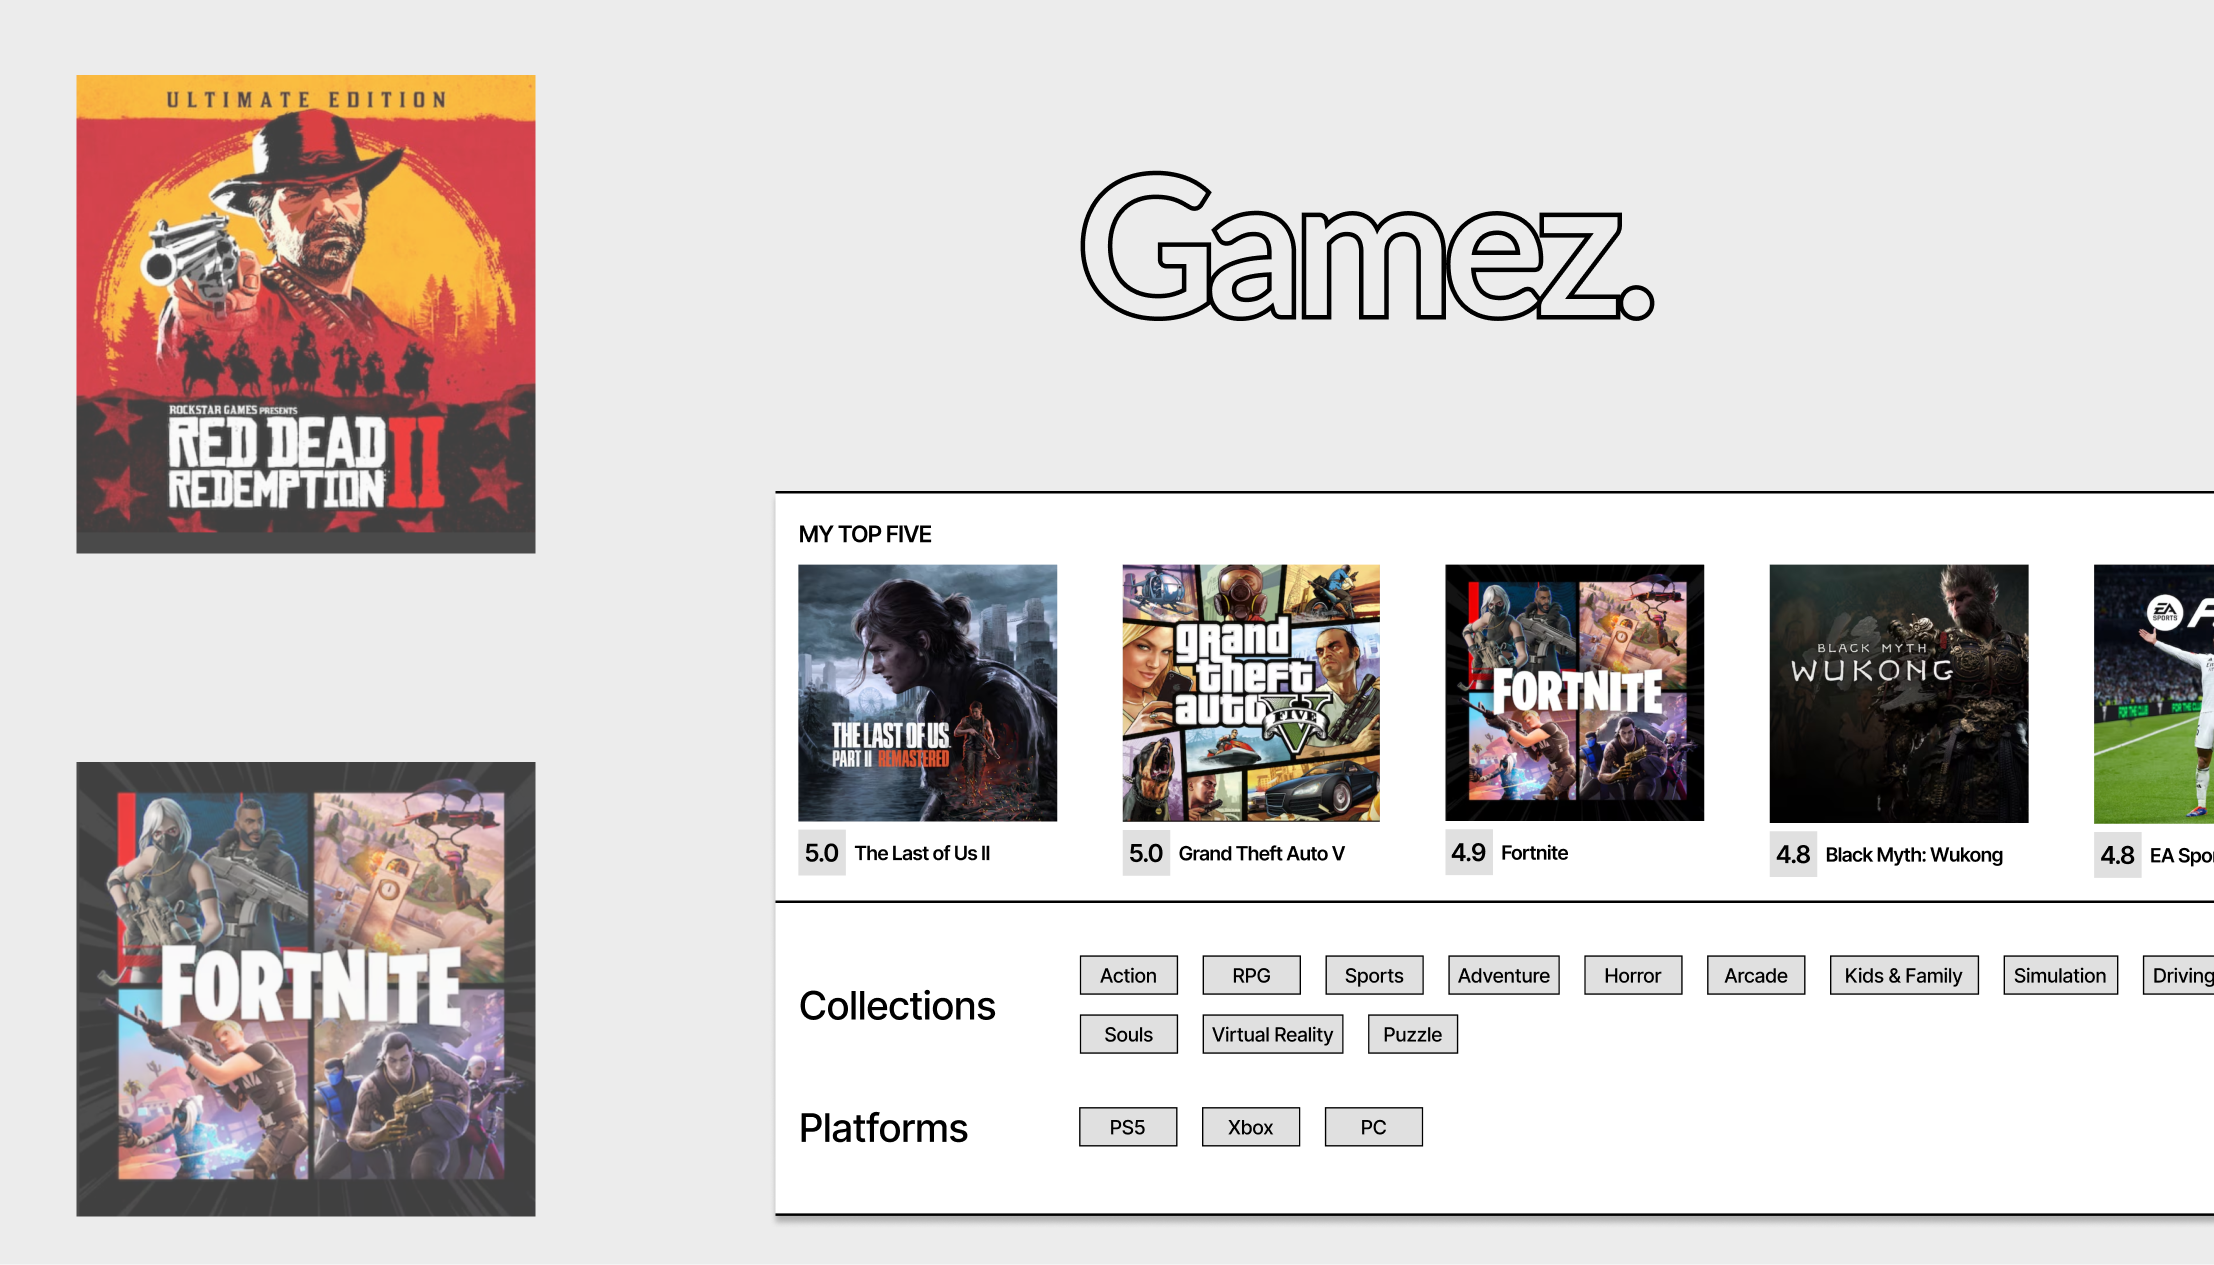 ULTIMATE EDITION
ROCKSTAR GAMES PRESENTS
RED DEAD
REDEMPTION II
FORTNITE
Gamez.
MY TOP FIVE
THE LAST OF US
PART II REMASTERED
grand
theft
auto
FIVE
V
FORTNITE
BLACK MYTH
WUKONG
EA
SPORTS
FOR THE CLUB
5.0 The Last of Us II
5.0 Grand Theft Auto V
4.9 Fortnite
4.8 Black Myth: Wukong
4.8 EA Spo
Collections
Action RPG Sports Adventure Horror Arcade Kids & Family Simulation Driving
Souls Virtual Reality Puzzle
Platforms
PS5 Xbox PC